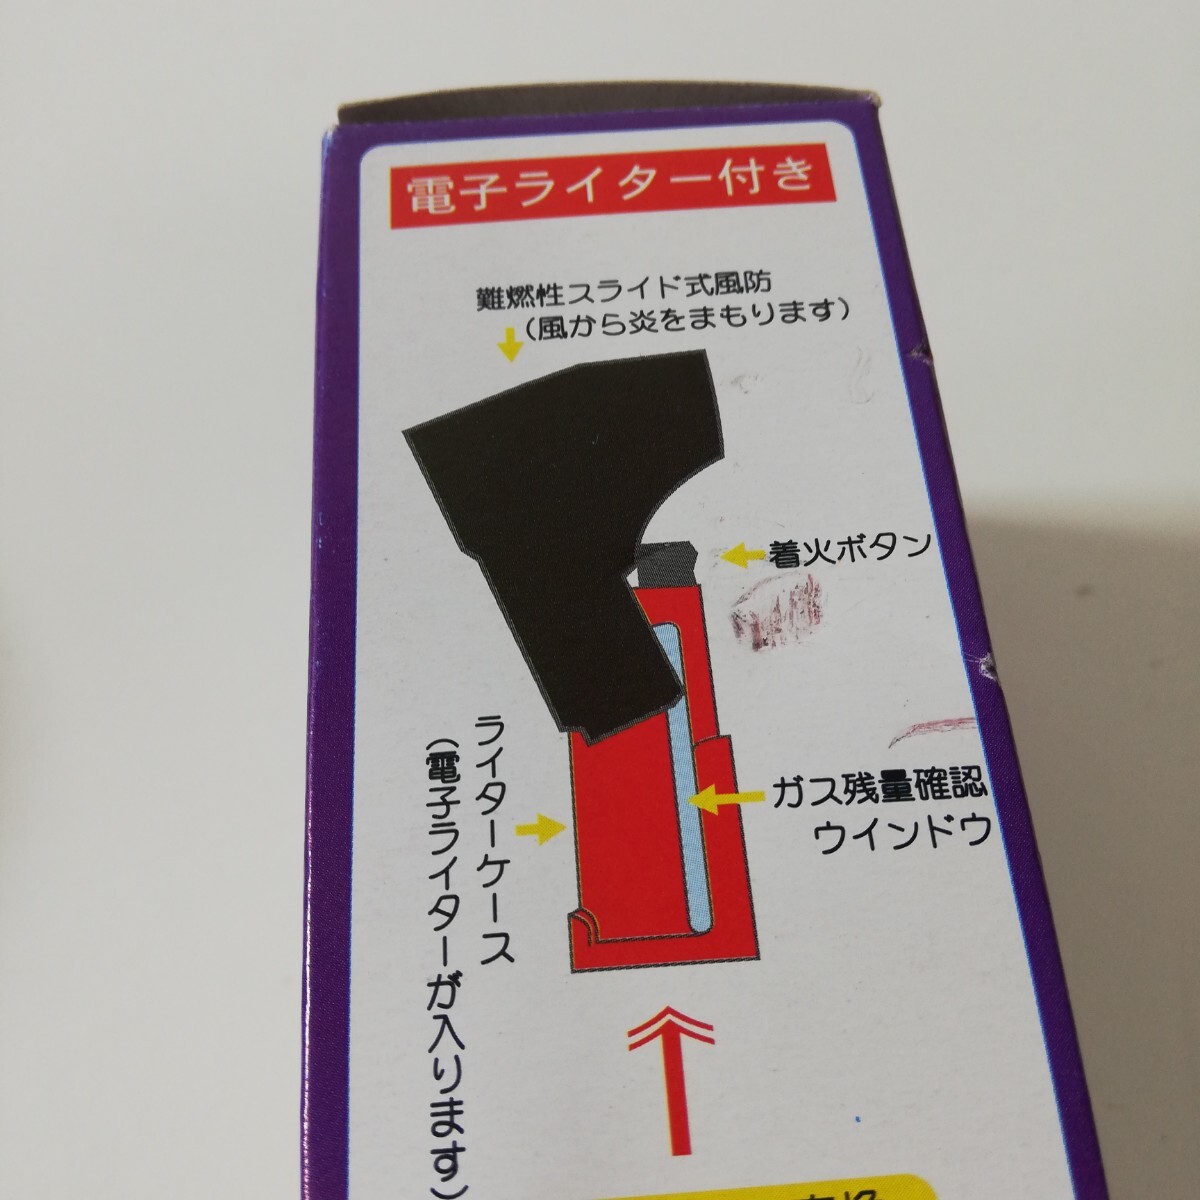 電子ライター付き
難燃性スライド式風防
（風から炎をまもります）
着火ボタン
ガス残量確認
ウインドウ
ライターケース
（電子ライターが入ります）